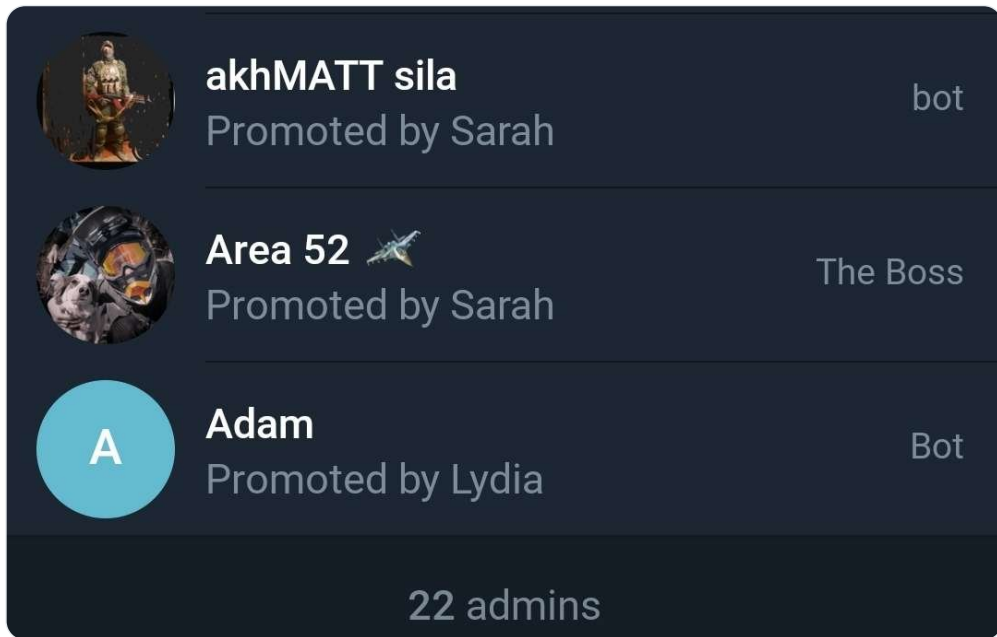 akhMATT sila
bot
Promoted by Sarah
Area 52
The Boss
Promoted by Sarah
A
Adam
Bot
Promoted by Lydia
22 admins